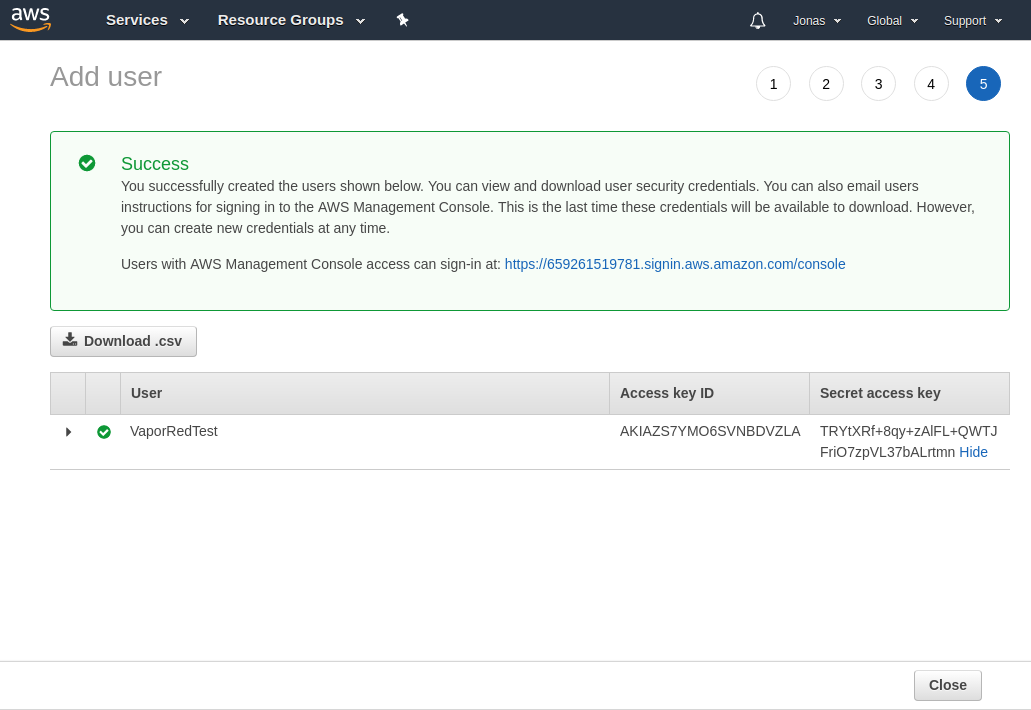 aws
Services
Resource Groups
Jonas
Global
Support
Add user
1 2 3 4 5
Success
You successfully created the users shown below. You can view and download user security credentials. You can also email users
instructions for signing in to the AWS Management Console. This is the last time these credentials will be available to download. However,
you can create new credentials at any time.
Users with AWS Management Console access can sign-in at: https://659261519781.signin.aws.amazon.com/console
Download .csv
User Access key ID Secret access key
VaporRedTest AKIAZS7YMO6SVNBDVZLA TRYtXRf+8qy+zAlFL+QWTJ
FriO7zpVL37bALrtmn Hide
Close